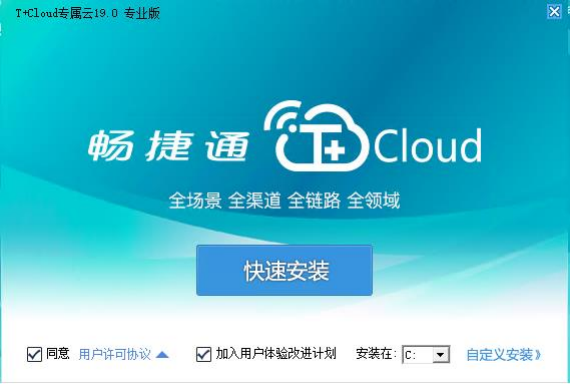 T+Cloud专属云19.0 专业版
畅捷通 T+ Cloud
全场景 全渠道 全链路 全领域
快速安装
同意 用户许可协议 加入用户体验改进计划 安装在: C: 自定义安装》